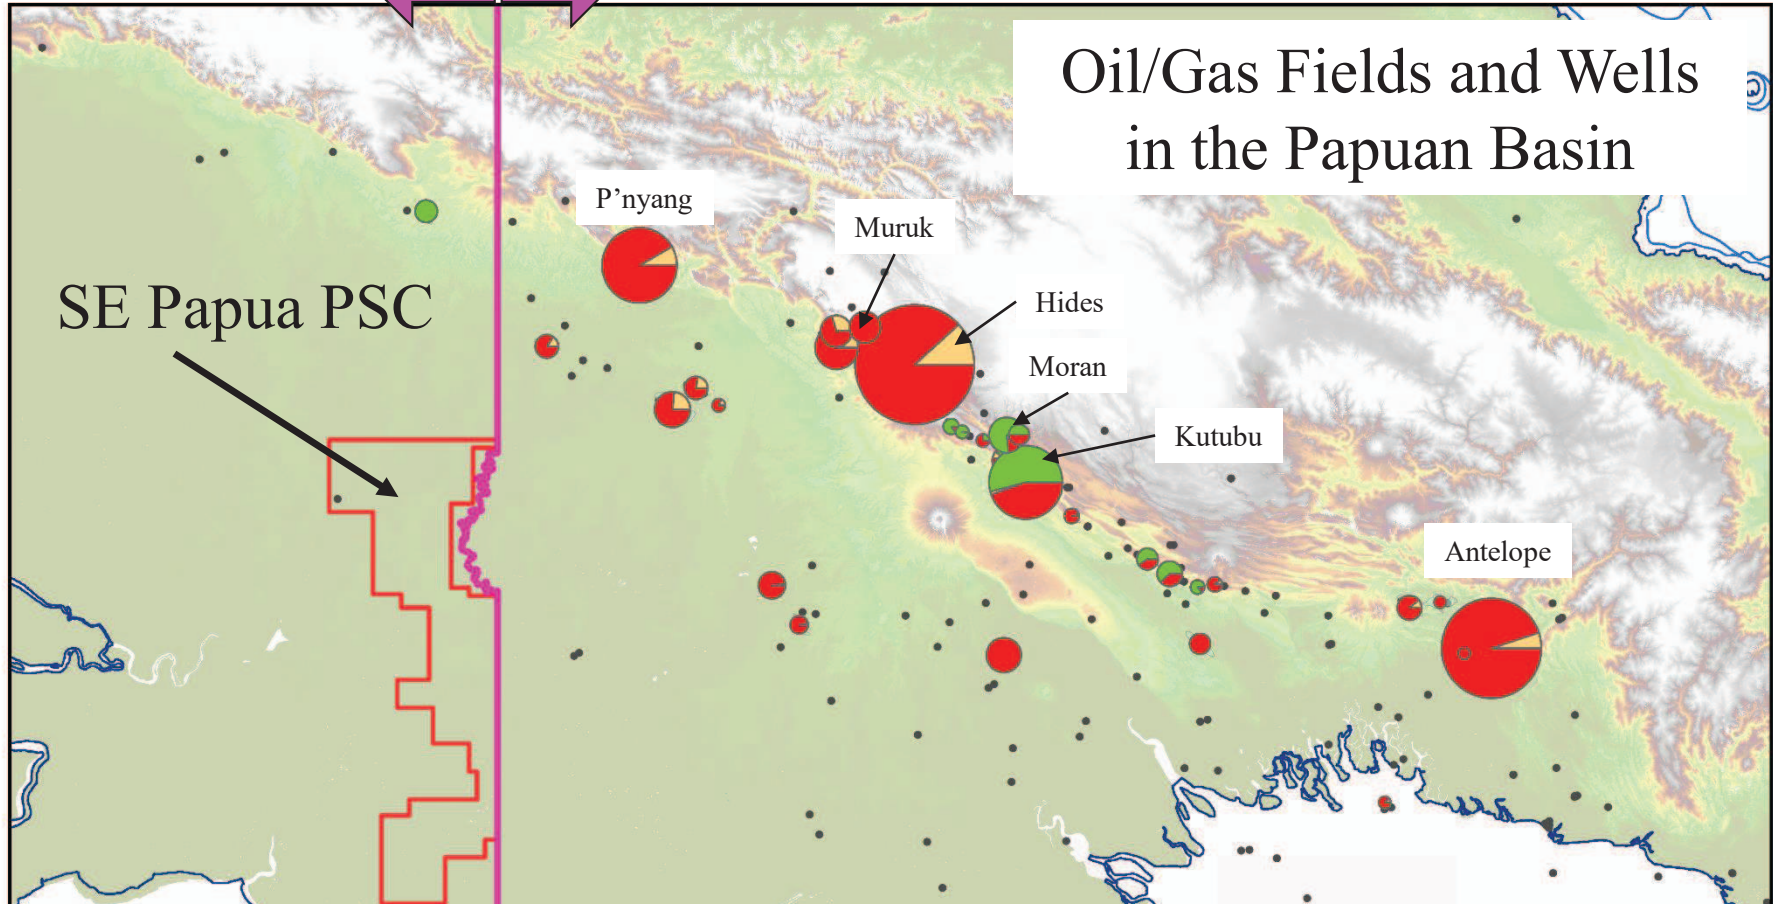 Oil/Gas Fields and Wells
in the Papuan Basin
P’nyang
Muruk
SE Papua PSC
Hides
Moran
Kutubu
Antelope